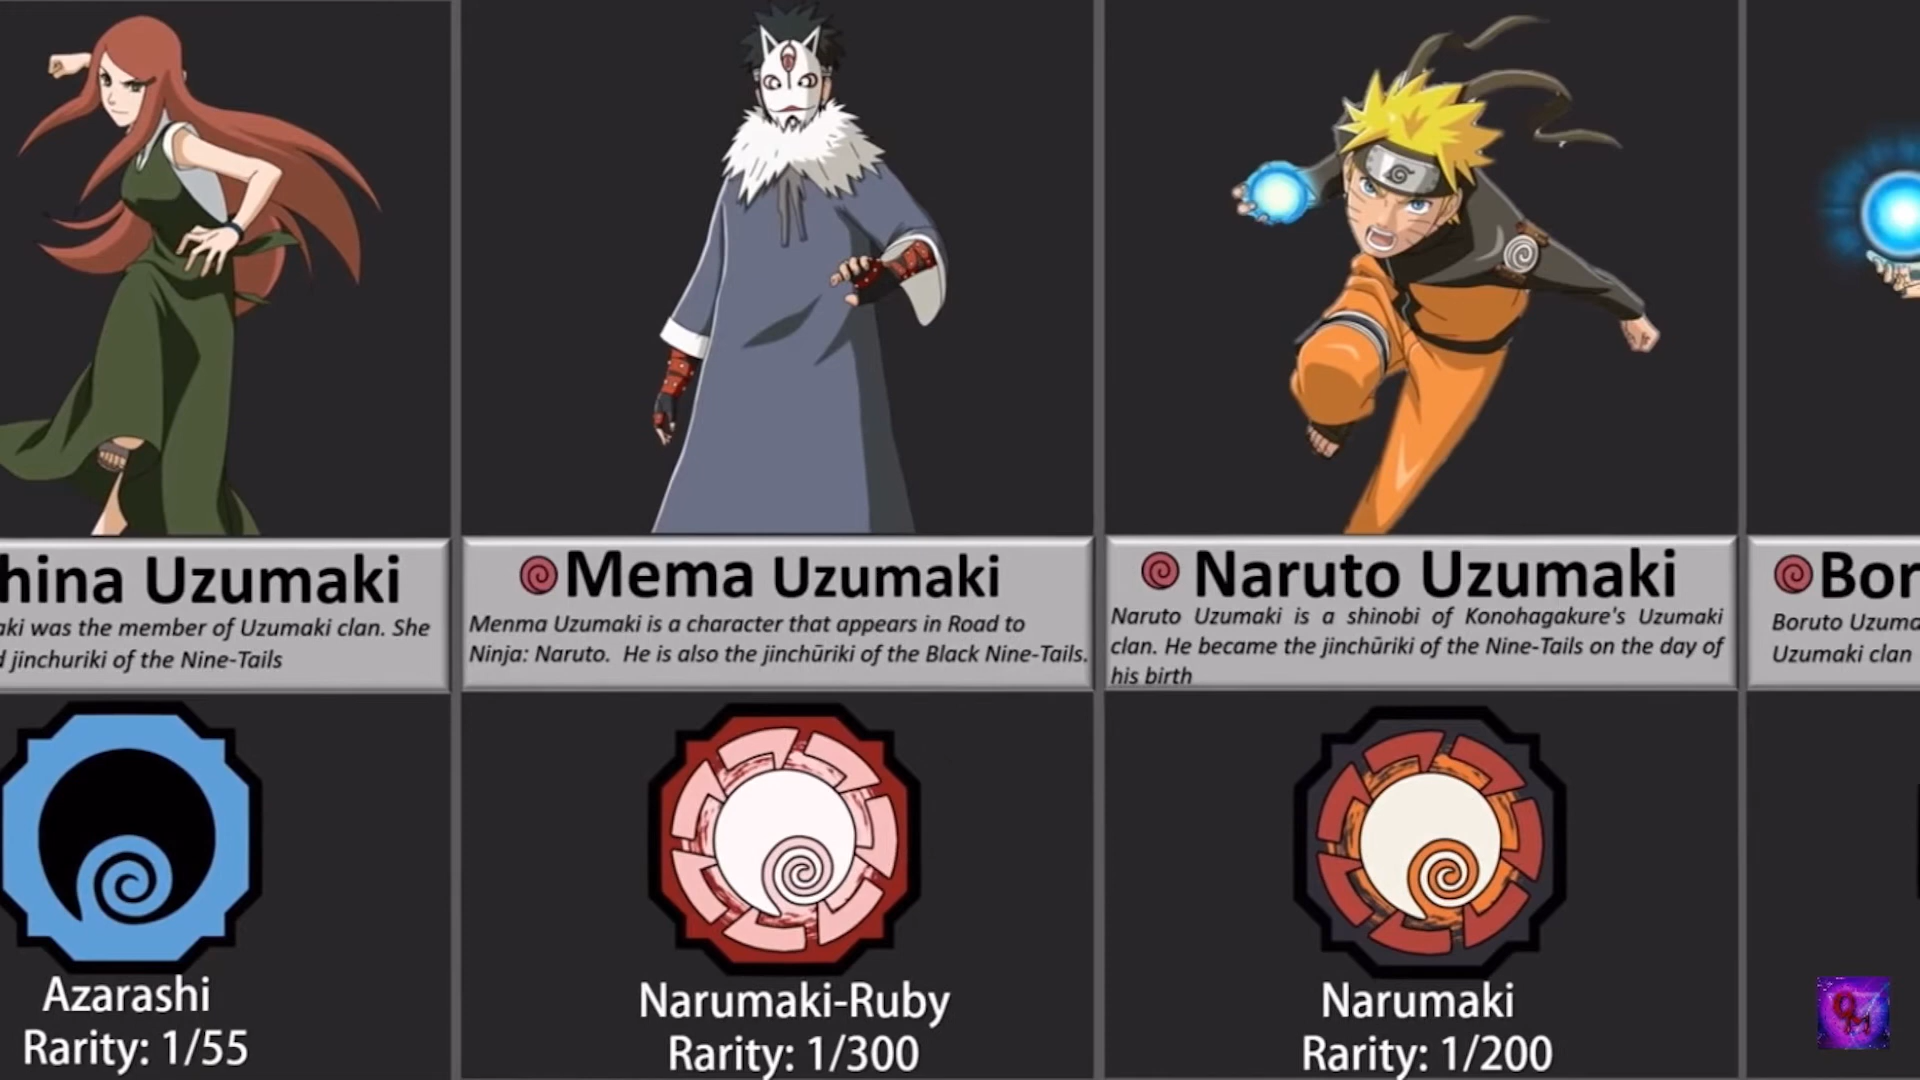 hina Uzumaki
aki was the member of Uzumaki clan. She
d jinchuriki of the Nine-Tails
Azarashi
Rarity: 1/55
Mema Uzumaki
Menma Uzumaki is a character that appears in Road to
Ninja: Naruto. He is also the jinchūriki of the Black Nine-Tails.
Narumaki-Ruby
Rarity: 1/300
Naruto Uzumaki
Naruto Uzumaki is a shinobi of Konohagakure's Uzumaki
clan. He became the jinchūriki of the Nine-Tails on the day of
his birth
Narumaki
Rarity: 1/200
Bor
Boruto Uzuma
Uzumaki clan